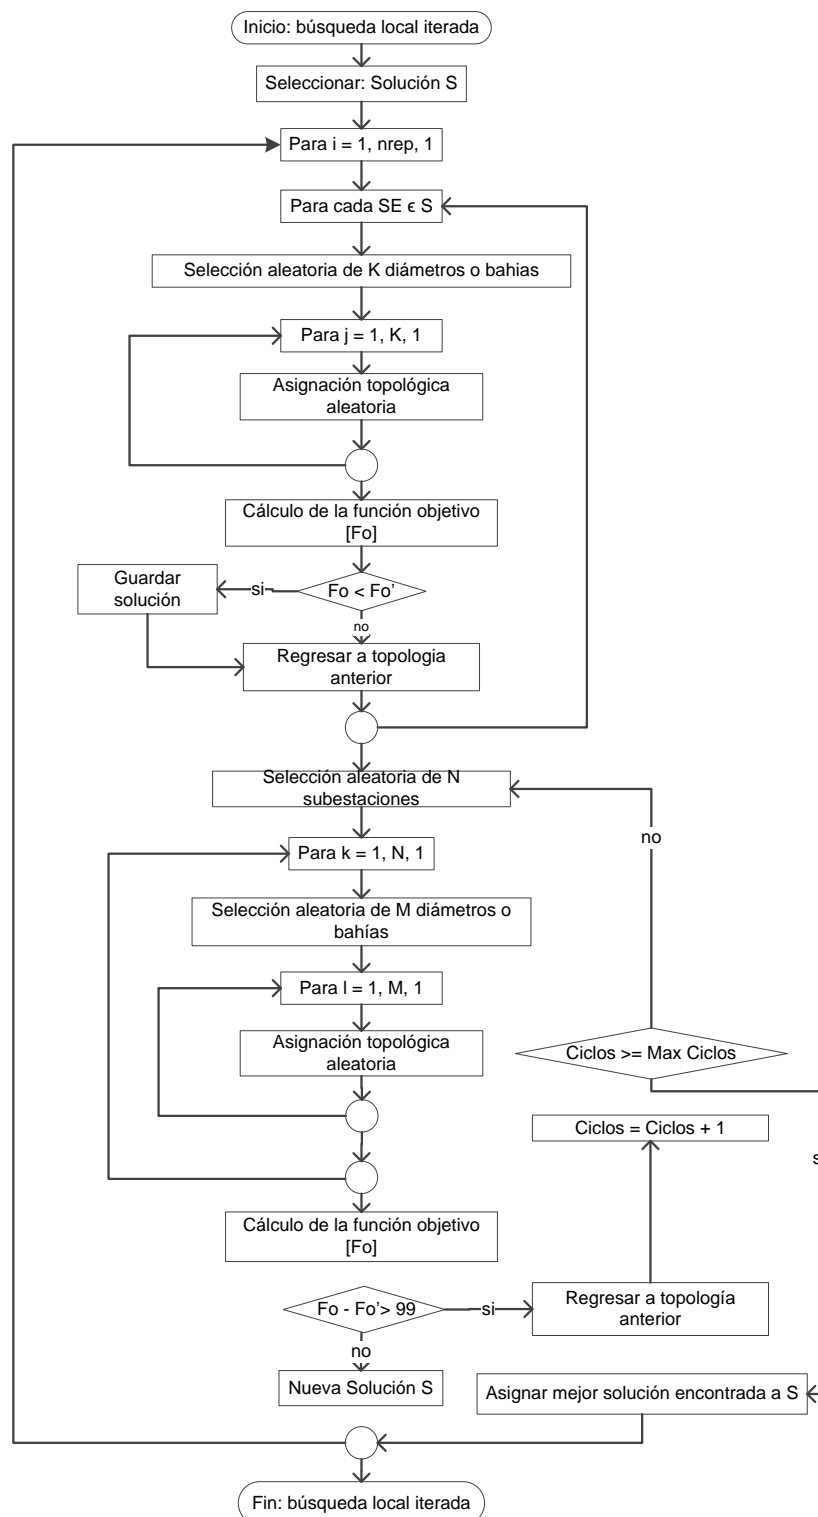 Inicio: búsqueda local iterada
Seleccionar: Solución S
Para i = 1, nrep, 1
Para cada SE ϵ S
Selección aleatoria de K diámetros o bahias
Para j = 1, K, 1
Asignación topológica
aleatoria
Cálculo de la función objetivo
[Fo]
Guardar
solución
si
Fo < Fo’
no
Regresar a topologia
anterior
Selección aleatoria de N
subestaciones
no
Para k = 1, N, 1
Selección aleatoria de M diámetros o
bahías
Para l = 1, M, 1
Asignación topológica
aleatoria
Ciclos >= Max Ciclos
Ciclos = Ciclos + 1
s
Cálculo de la función objetivo
[Fo]
Fo - Fo’> 99
si
Regresar a topología
anterior
no
Nueva Solución S
Asignar mejor solución encontrada a S
Fin: búsqueda local iterada